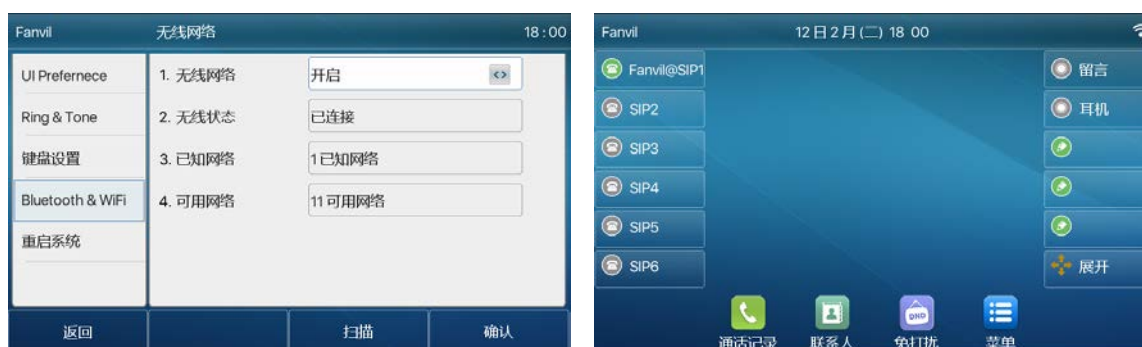 Fanvil 无线网络 18:00
UI Prefernece
1. 无线网络 开启
Ring & Tone
2. 无线状态 已连接
键盘设置
3. 已知网络 1已知网络
Bluetooth & WiFi
4. 可用网络 11可用网络
重启系统
返回 扫描 确认
Fanvil 12日2月(二) 18 00
Fanvil@SIP1 留言
SIP2 耳机
SIP3
SIP4
SIP5
SIP6 展开
DND
通话记录 联系人 免打扰 菜单